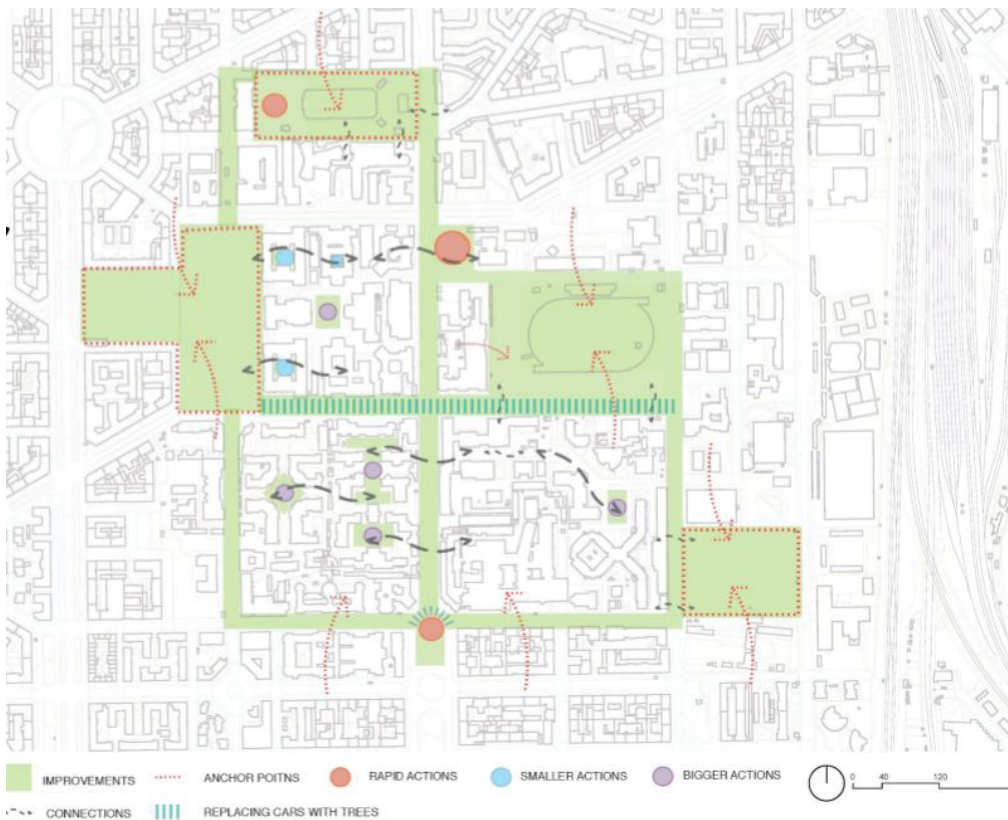 IMPROVEMENTS ANCHOR POITNS RAPID ACTIONS SMALLER ACTIONS BIGGER ACTIONS 0 40 120
CONNECTIONS REPLACING CARS WITH TREES